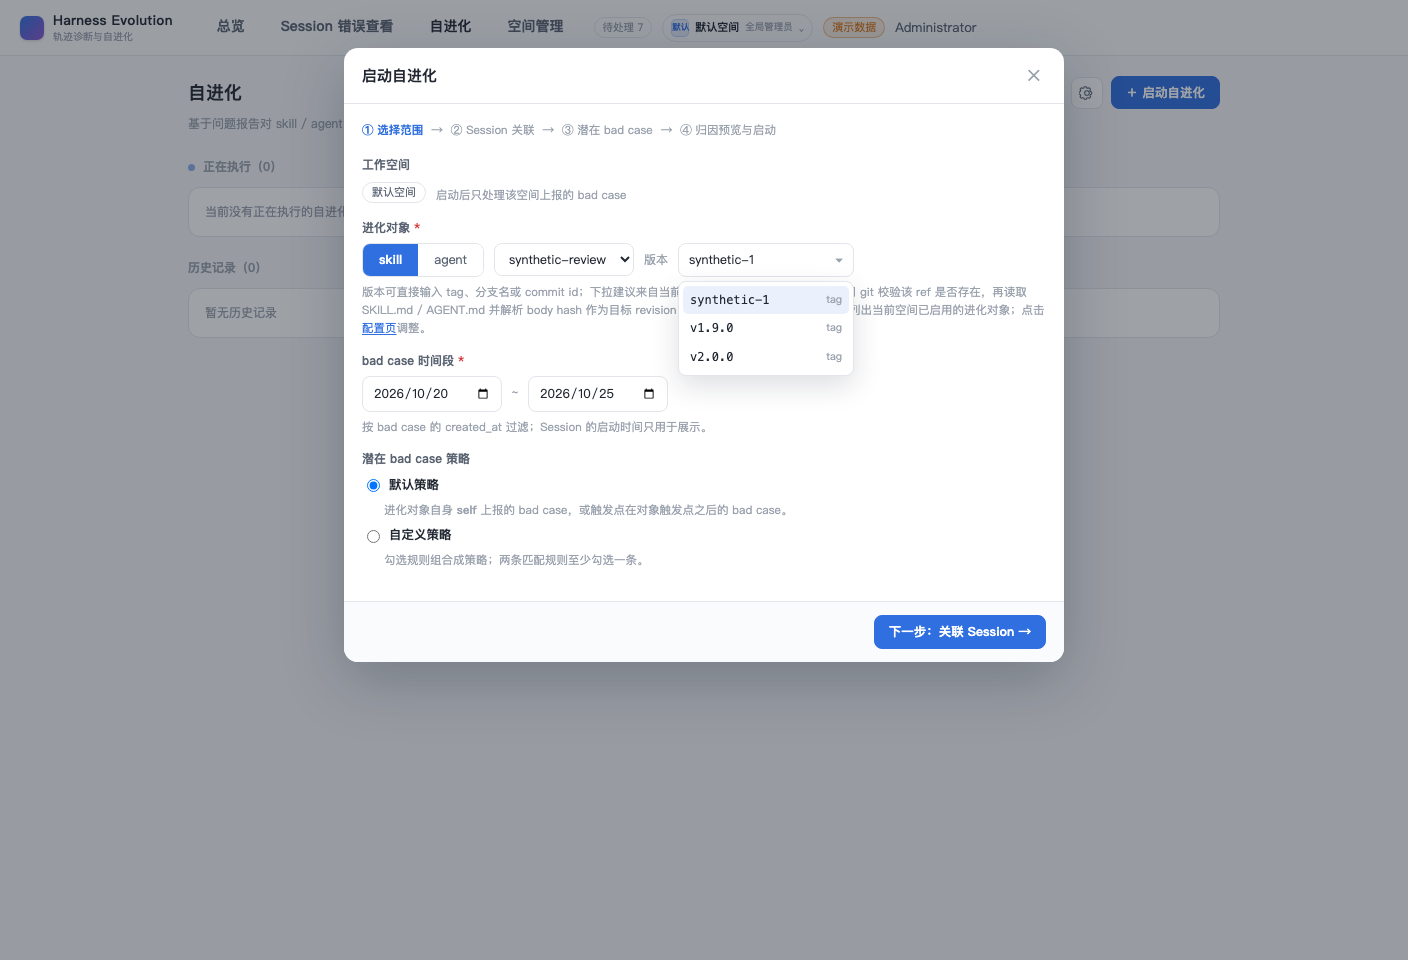 Harness Evolution
轨迹诊断与自进化
总览
Session 错误查看
自进化
空间管理
待处理 7
默认
默认空间
全局管理员
演示数据
Administrator
自进化
基于问题报告对 skill / agent
+ 启动自进化
正在执行（0）
当前没有正在执行的自进化
历史记录（0）
暂无历史记录
启动自进化
① 选择范围 → ② Session 关联 → ③ 潜在 bad case → ④ 归因预览与启动
工作空间
默认空间
启动后只处理该空间上报的 bad case
进化对象 *
skill
agent
synthetic-review
版本
synthetic-1
版本可直接输入 tag、分支名或 commit id；下拉建议来自当前
git 校验该 ref 是否存在，再读取
SKILL.md / AGENT.md 并解析 body hash 作为目标 revision
列出当前空间已启用的进化对象；点击
配置页调整。
synthetic-1 tag
v1.9.0 tag
v2.0.0 tag
bad case 时间段 *
2026/10/20 ~ 2026/10/25
按 bad case 的 created_at 过滤；Session 的启动时间只用于展示。
潜在 bad case 策略
默认策略
进化对象自身 self 上报的 bad case，或触发点在对象触发点之后的 bad case。
自定义策略
勾选规则组合成策略；两条匹配规则至少勾选一条。
下一步：关联 Session →